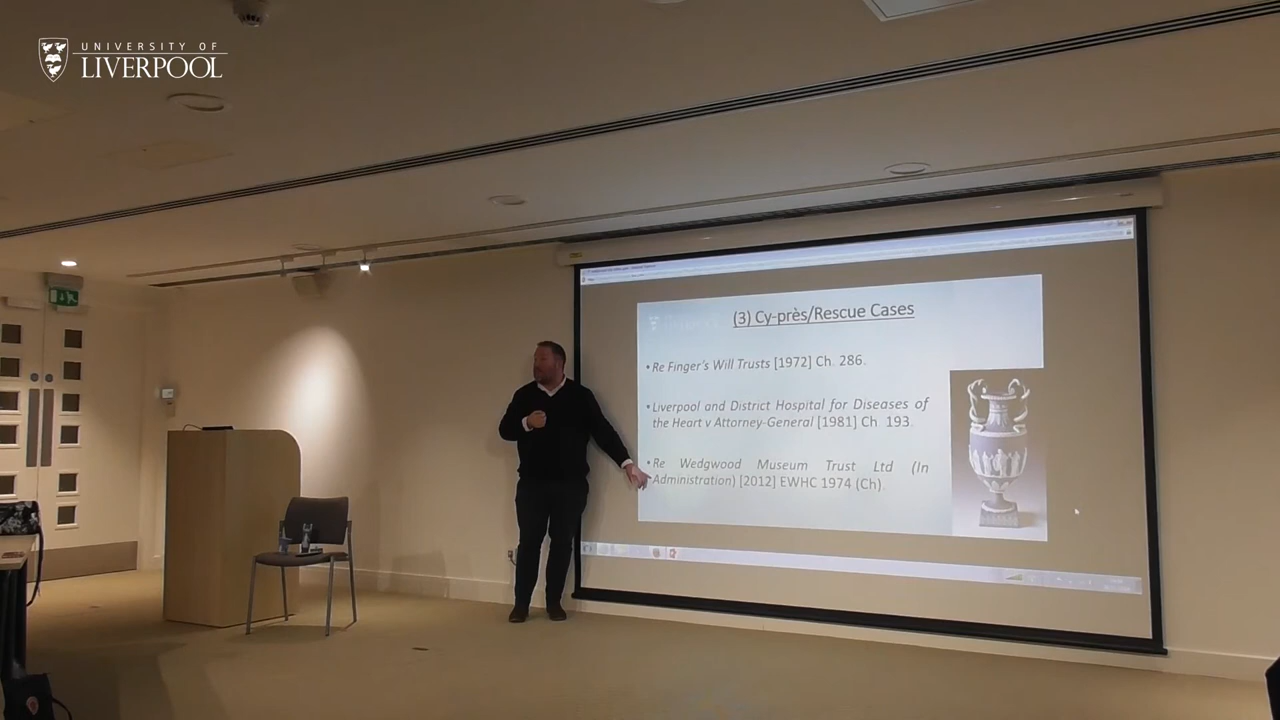 UNIVERSITY OF
LIVERPOOL
(3) Cy-près/Rescue Cases
•Re Finger's Will Trusts [1972] Ch. 286.
•Liverpool and District Hospital for Diseases of
the Heart v Attorney-General [1981] Ch 193.
•Re Wedgwood Museum Trust Ltd (In
Administration) [2012] EWHC 1974 (Ch).